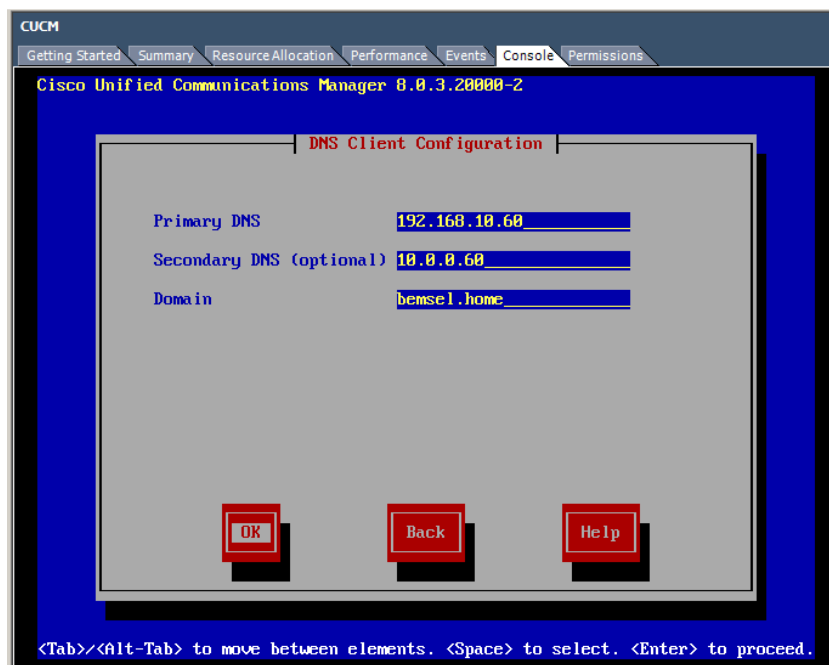 CUCM
Getting Started Summary Resource Allocation Performance Events Console Permissions
Cisco Unified Communications Manager 8.0.3.20000-2
DNS Client Configuration
Primary DNS 192.168.10.60
Secondary DNS (optional) 10.0.0.60
Domain bemsel.home
OK Back Help
<Tab>/<Alt-Tab> to move between elements. <Space> to select. <Enter> to proceed.